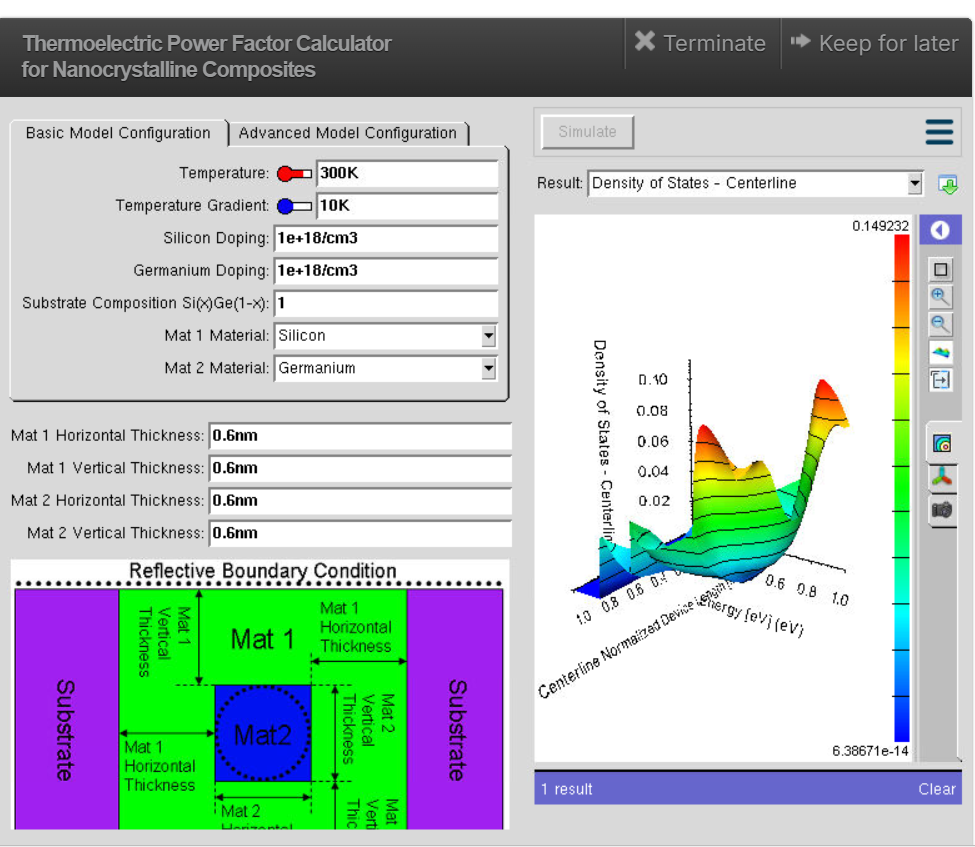 Thermoelectric Power Factor Calculator
for Nanocrystalline Composites
Terminate
Keep for later
Basic Model Configuration
Advanced Model Configuration
Temperature: 300K
Temperature Gradient: 10K
Silicon Doping: 1e+18/cm3
Germanium Doping: 1e+18/cm3
Substrate Composition Si(x)Ge(1-x): 1
Mat 1 Material: Silicon
Mat 2 Material: Germanium
Mat 1 Horizontal Thickness: 0.6nm
Mat 1 Vertical Thickness: 0.6nm
Mat 2 Horizontal Thickness: 0.6nm
Mat 2 Vertical Thickness: 0.6nm
Reflective Boundary Condition
Substrate
Mat 1
Vertical
Thickness
Mat 1
Mat 1
Horizontal
Thickness
Mat2
Mat 2
Vertical
Thickness
Substrate
Mat 1
Horizontal
Thickness
Mat 2
Horizontal
Mat
Verti
Thic
Simulate
Result: Density of States - Centerline
0.149232
Density of States - Centerlin
0.10
0.08
0.06
0.04
0.02
1.0
0.8
0.6
0.6
0.8
1.0
Centerline Normalized Device
Energy (eV) (eV)
6.38671e-14
1 result
Clear